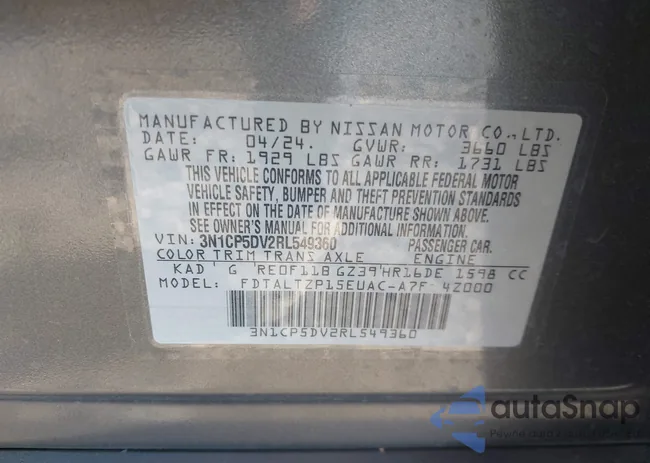 MANUFACTURED BY NISSAN MOTOR CO.,LTD.
DATE: 04/24. GVWR: 3660 LBS
GAWR FR: 1929 LBS GAWR RR: 1731 LBS
THIS VEHICLE CONFORMS TO ALL APPLICABLE FEDERAL MOTOR
VEHICLE SAFETY, BUMPER AND THEFT PREVENTION STANDARDS
IN EFFECT ON THE DATE OF MANUFACTURE SHOWN ABOVE.
SEE OWNER'S MANUAL FOR ADDITIONAL INFORMATION.
VIN: 3N1CP5DV2RL549360 PASSENGER CAR.
COLOR TRIM TRANS AXLE ENGINE
KAD G RE0F11B GZ39 HR16DE 1598 CC
MODEL: FDTALTZP15EUAC-A7F 4Z000
3N1CP5DV2RL549360
autoSnap